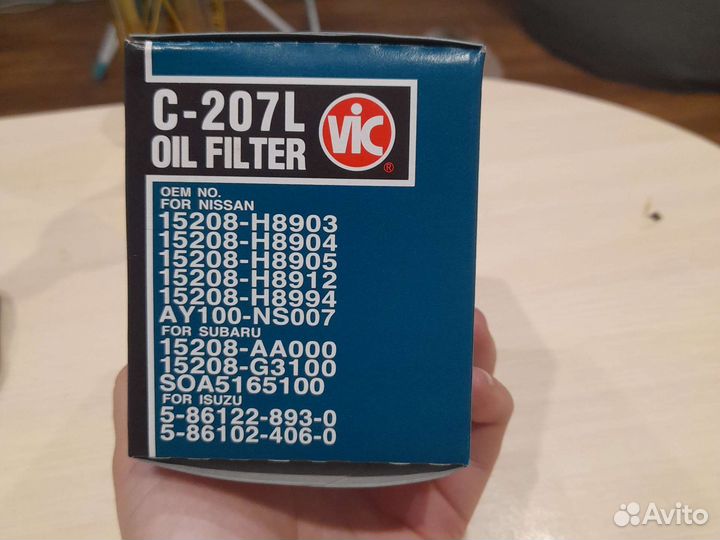 C-207L
OIL FILTER
VIC
®
OEM NO.
FOR NISSAN
15208-H8903
15208-H8904
15208-H8905
15208-H8912
15208-H8994
AY100-NS007
FOR SUBARU
15208-AA000
15208-G3100
SOA5165100
FOR ISUZU
5-86122-893-0
5-86102-406-0
Avito